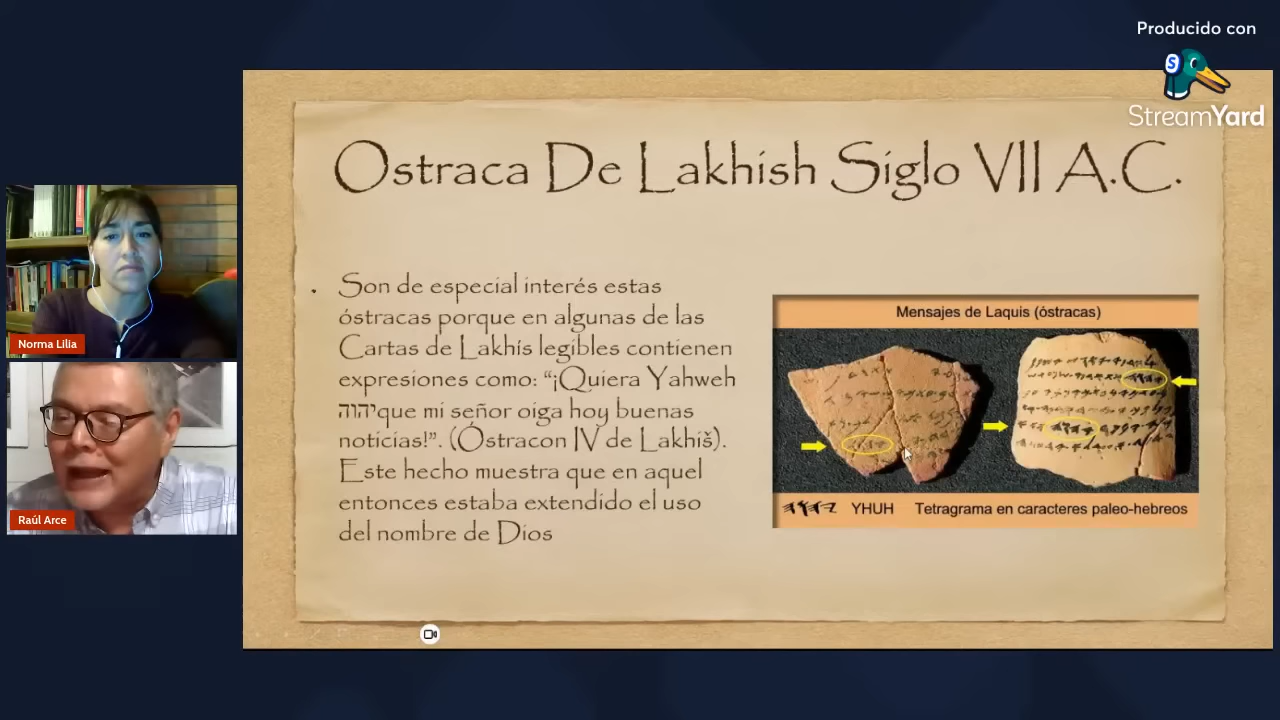 Producido con
StreamYard
Ostraca De Lakhish Siglo VII A.C.
Son de especial interés estas
óstracas porque en algunas de las
Cartas de Lakhís legibles contienen
expresiones como: “¡Quiera Yahweh
יהוה que mi señor oiga hoy buenas
noticias!”. (Óstracon IV de Lakhiš).
Este hecho muestra que en aquel
entonces estaba extendido el uso
del nombre de Dios
Mensajes de Laquis (óstracas)
YHUH Tetragrama en caracteres paleo-hebreos
Norma Lilia
Raúl Arce